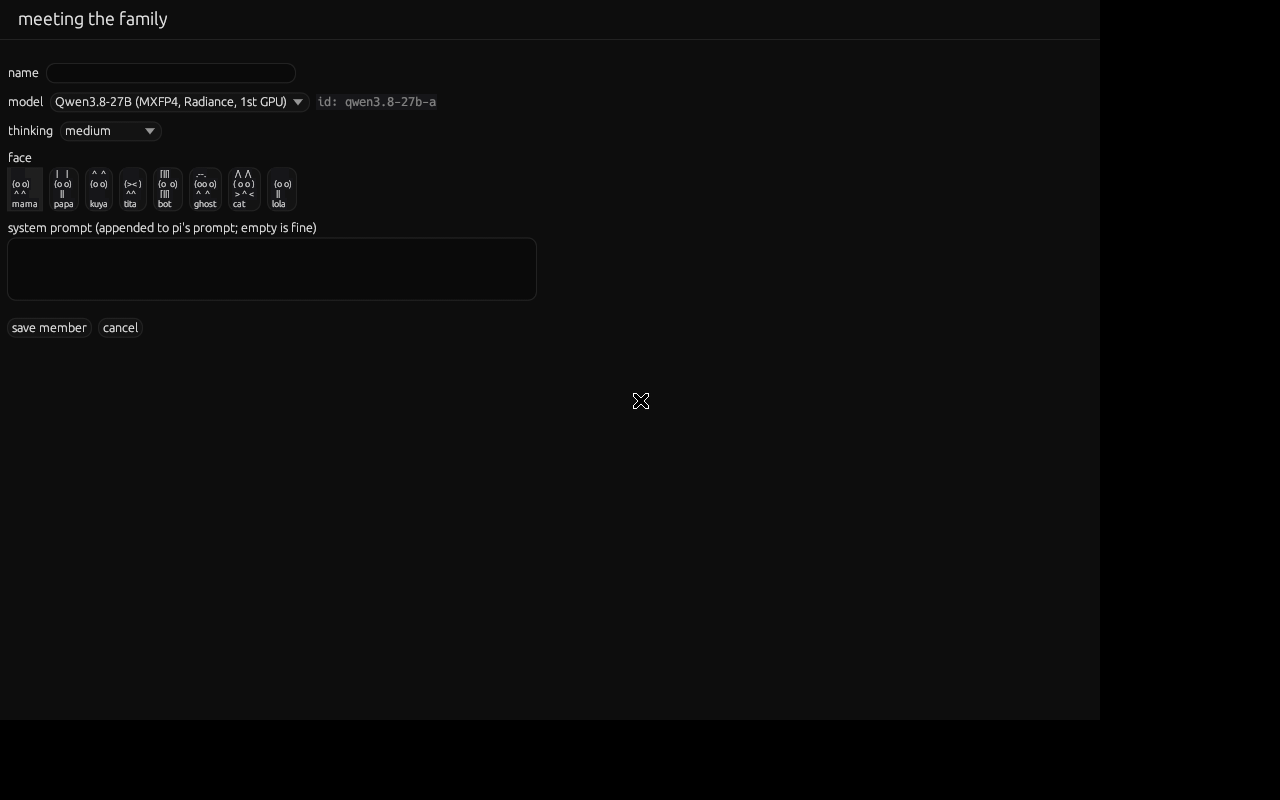 meeting the family
name
model Qwen3.8-27B (MXFP4, Radiance, 1st GPU) id: qwen3.8-27b-a
thinking medium
face
(o o) (o o) (o o) (>< ) (o o) (oo o) ( o o ) (o o)
mama papa kuya tita bot ghost cat lola
system prompt (appended to pi's prompt; empty is fine)
save member cancel